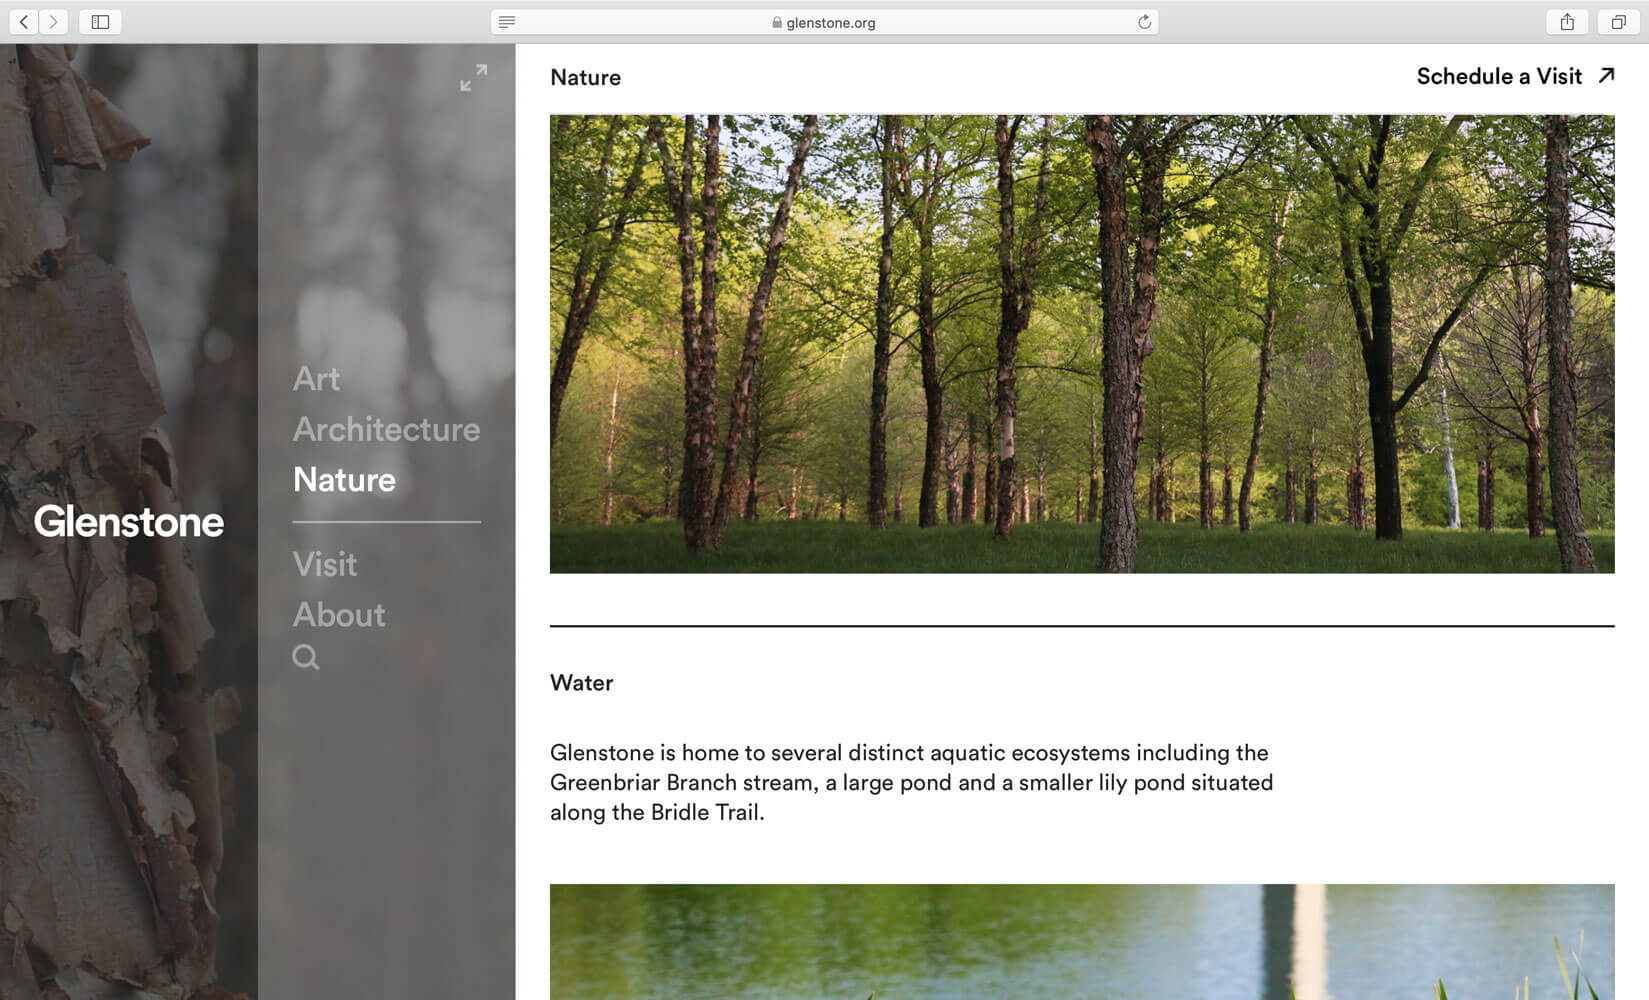 glenstone.org
Glenstone
Art
Architecture
Nature
Visit
About
Nature
Schedule a Visit
Water
Glenstone is home to several distinct aquatic ecosystems including the
Greenbriar Branch stream, a large pond and a smaller lily pond situated
along the Bridle Trail.